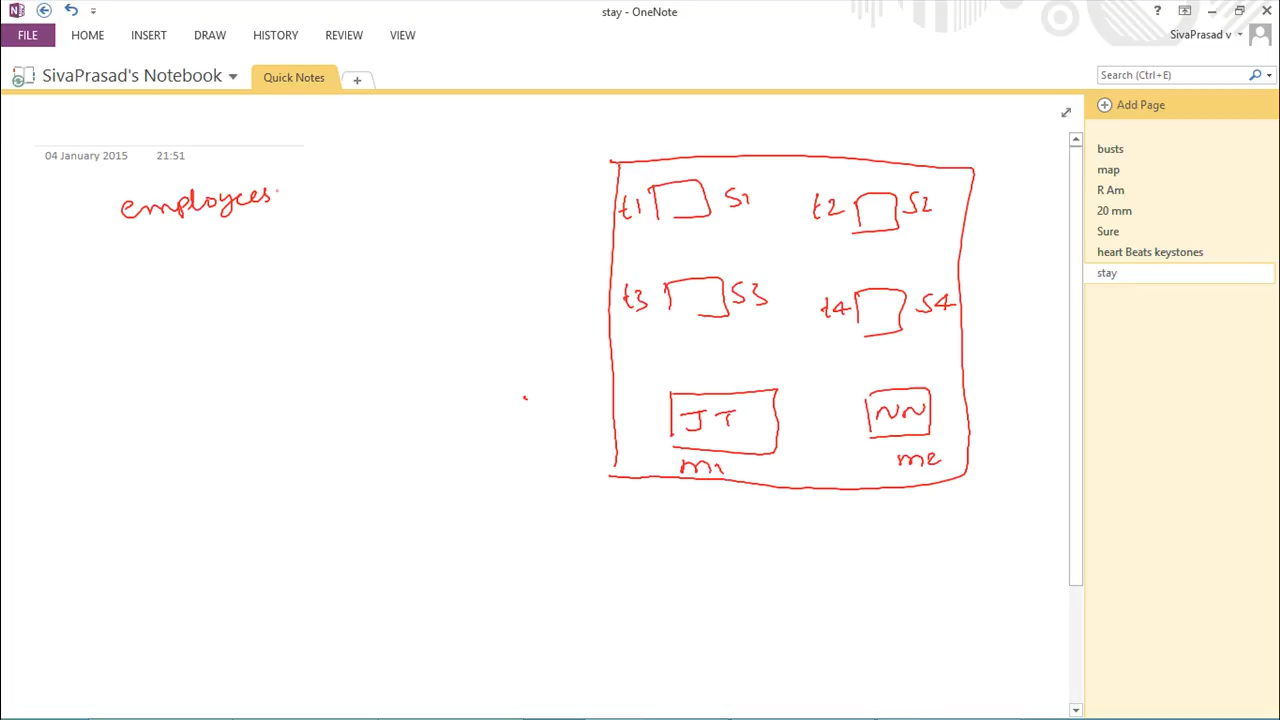 stay - OneNote
?
SivaPrasad v
FILE HOME INSERT DRAW HISTORY REVIEW VIEW
SivaPrasad's Notebook
Quick Notes
+
Search (Ctrl+E)
Add Page
busts
map
R Am
20 mm
Sure
heart Beats keystones
stay
04 January 2015 21:51
employees
t1 S1 t2 S2
t3 S3 t4 S4
JT NN
m1 m2